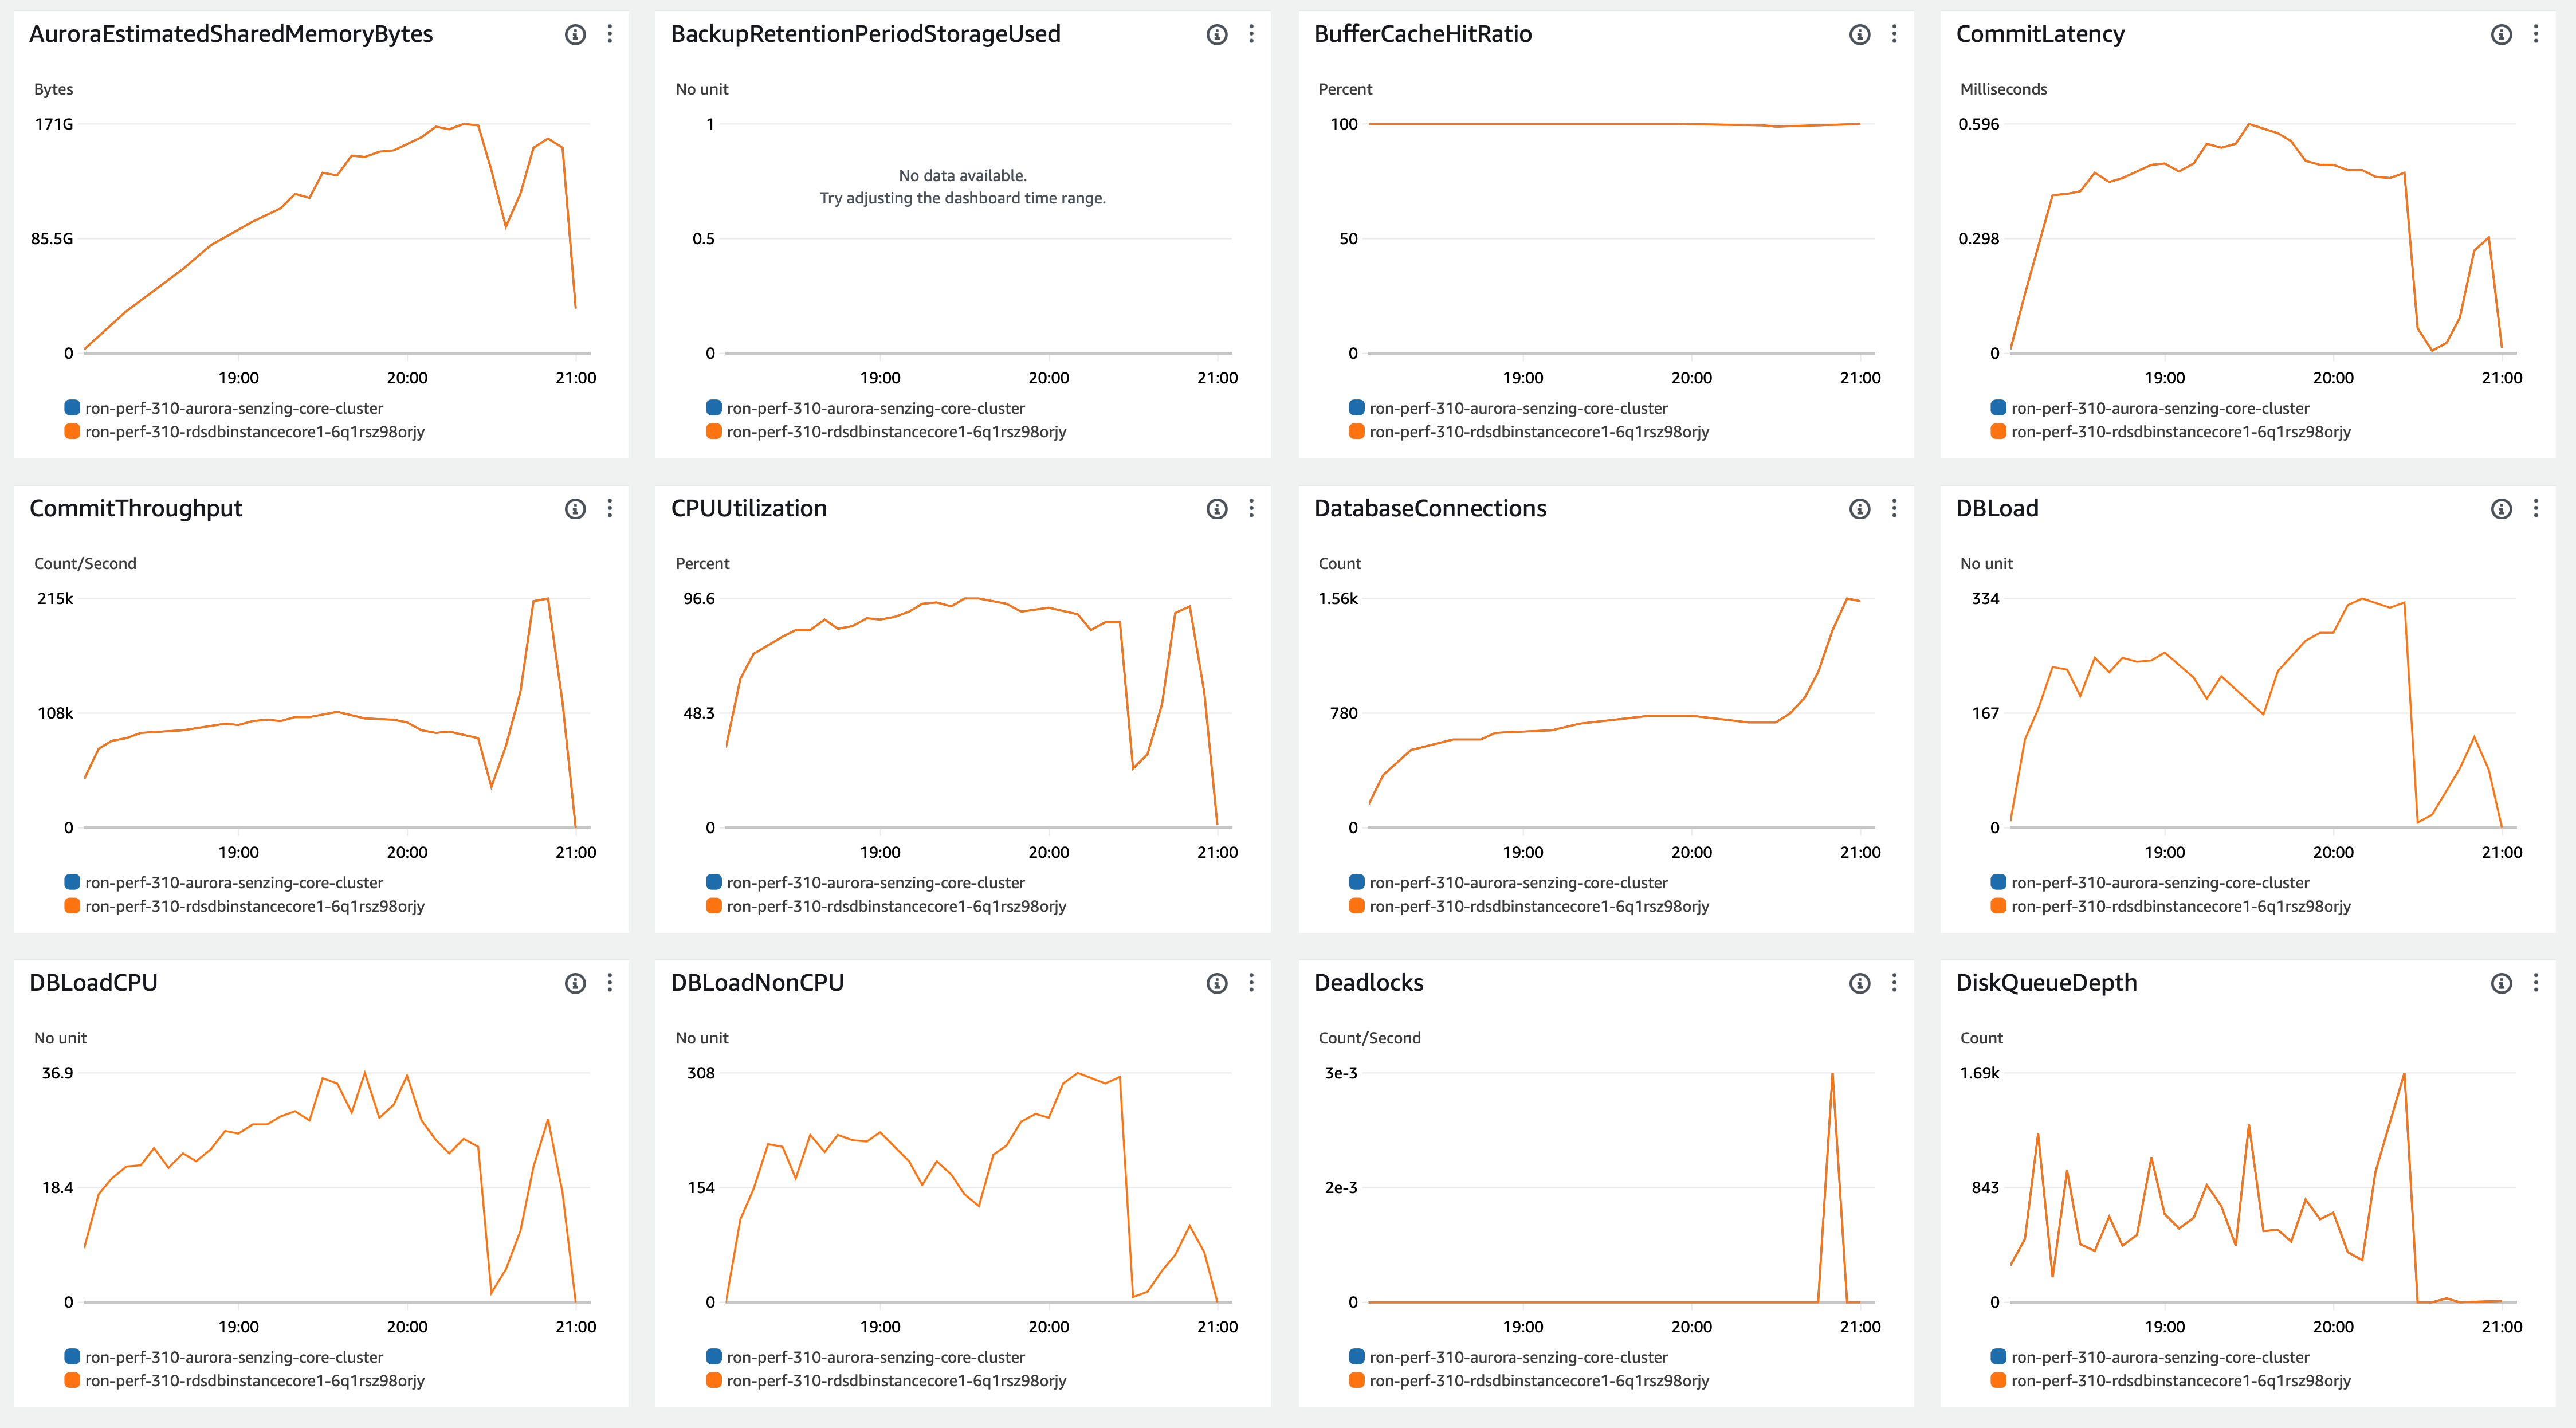 AuroraEstimatedSharedMemoryBytes
Bytes
171G
85.5G
0
19:00 20:00 21:00
ron-perf-310-aurora-senzing-core-cluster
ron-perf-310-rdsdbinstancecore1-6q1rsz98orjy
BackupRetentionPeriodStorageUsed
No unit
1
No data available.
Try adjusting the dashboard time range.
0.5
0
19:00 20:00 21:00
ron-perf-310-aurora-senzing-core-cluster
ron-perf-310-rdsdbinstancecore1-6q1rsz98orjy
BufferCacheHitRatio
Percent
100
50
0
19:00 20:00 21:00
ron-perf-310-aurora-senzing-core-cluster
ron-perf-310-rdsdbinstancecore1-6q1rsz98orjy
CommitLatency
Milliseconds
0.596
0.298
0
19:00 20:00 21:00
ron-perf-310-aurora-senzing-core-cluster
ron-perf-310-rdsdbinstancecore1-6q1rsz98orjy
CommitThroughput
Count/Second
215k
108k
0
19:00 20:00 21:00
ron-perf-310-aurora-senzing-core-cluster
ron-perf-310-rdsdbinstancecore1-6q1rsz98orjy
CPUUtilization
Percent
96.6
48.3
0
19:00 20:00 21:00
ron-perf-310-aurora-senzing-core-cluster
ron-perf-310-rdsdbinstancecore1-6q1rsz98orjy
DatabaseConnections
Count
1.56k
780
0
19:00 20:00 21:00
ron-perf-310-aurora-senzing-core-cluster
ron-perf-310-rdsdbinstancecore1-6q1rsz98orjy
DBLoad
No unit
334
167
0
19:00 20:00 21:00
ron-perf-310-aurora-senzing-core-cluster
ron-perf-310-rdsdbinstancecore1-6q1rsz98orjy
DBLoadCPU
No unit
36.9
18.4
0
19:00 20:00 21:00
ron-perf-310-aurora-senzing-core-cluster
ron-perf-310-rdsdbinstancecore1-6q1rsz98orjy
DBLoadNonCPU
No unit
308
154
0
19:00 20:00 21:00
ron-perf-310-aurora-senzing-core-cluster
ron-perf-310-rdsdbinstancecore1-6q1rsz98orjy
Deadlocks
Count/Second
3e-3
2e-3
0
19:00 20:00 21:00
ron-perf-310-aurora-senzing-core-cluster
ron-perf-310-rdsdbinstancecore1-6q1rsz98orjy
DiskQueueDepth
Count
1.69k
843
0
19:00 20:00 21:00
ron-perf-310-aurora-senzing-core-cluster
ron-perf-310-rdsdbinstancecore1-6q1rsz98orjy